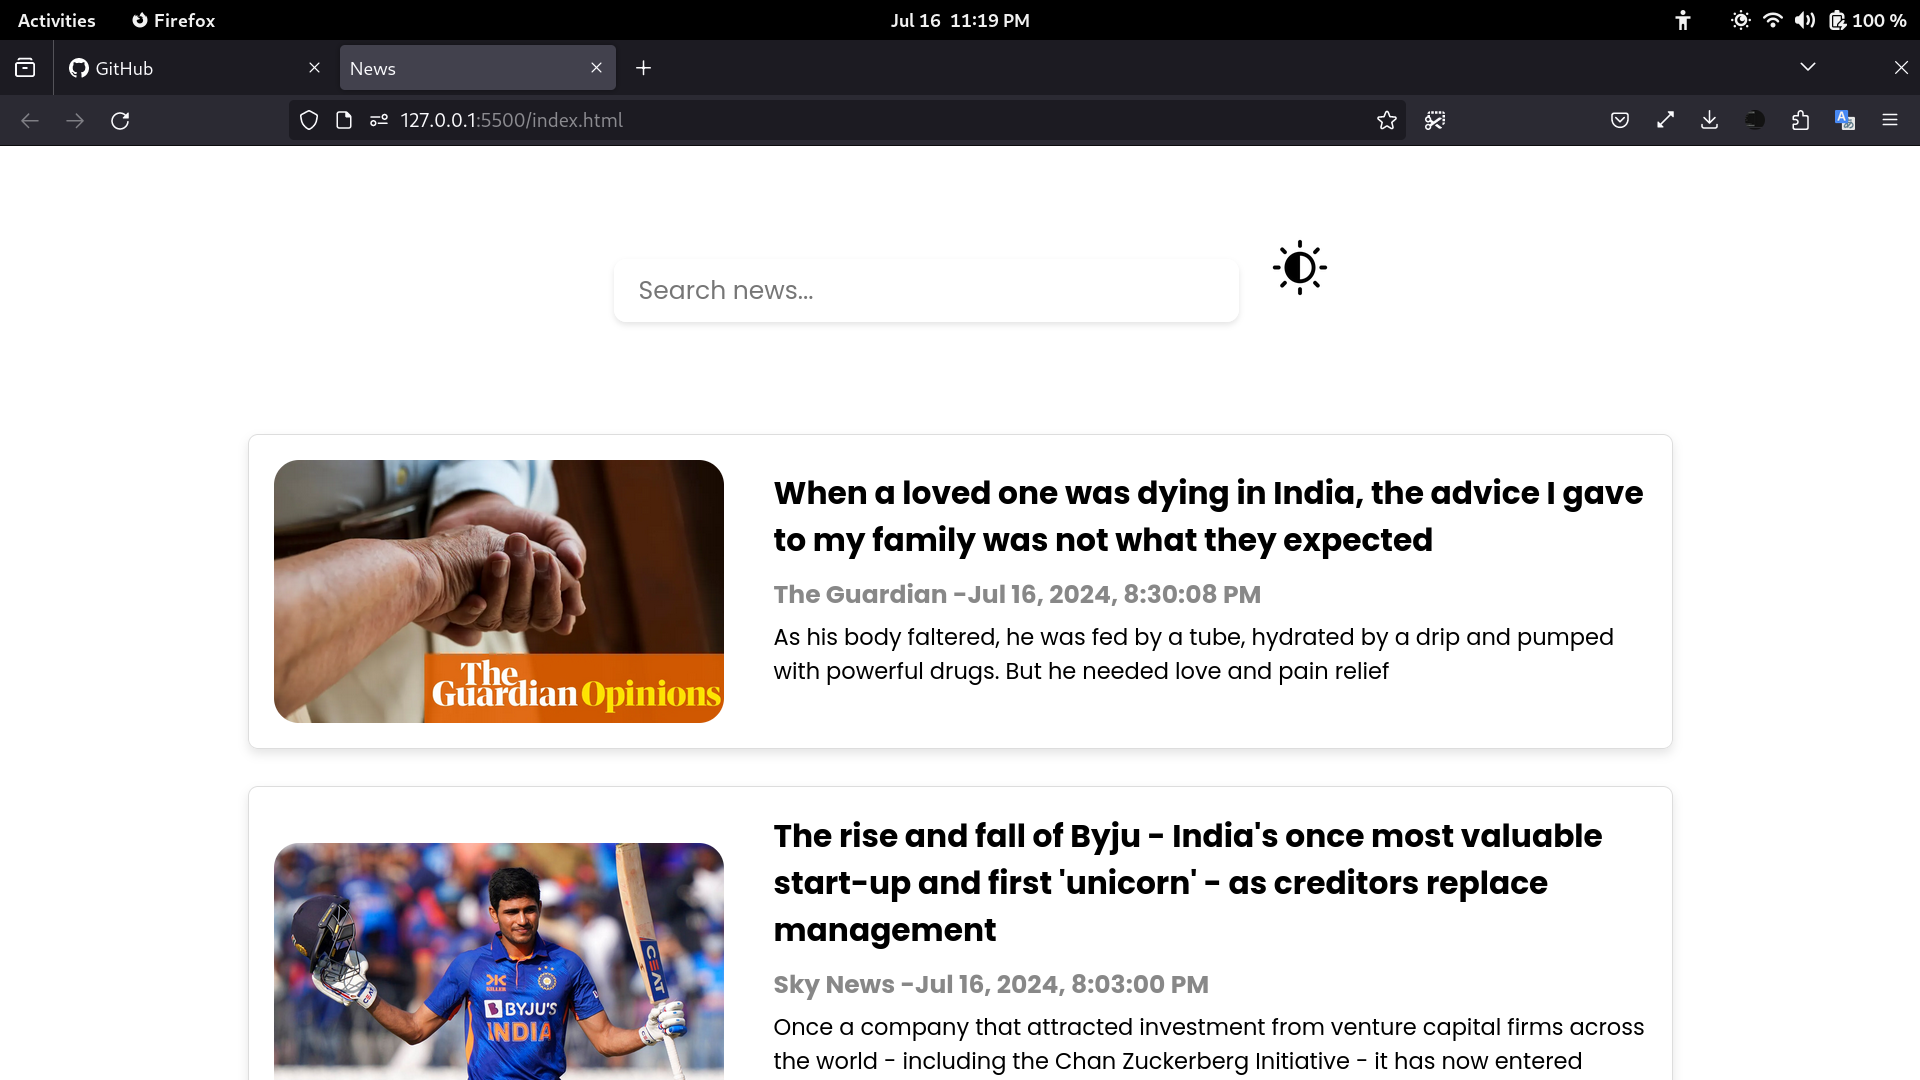 Activities Firefox Jul 16 11:19 PM 100 %
GitHub News
127.0.0.1:5500/index.html
Search news...
When a loved one was dying in India, the advice I gave
to my family was not what they expected
The Guardian -Jul 16, 2024, 8:30:08 PM
As his body faltered, he was fed by a tube, hydrated by a drip and pumped
with powerful drugs. But he needed love and pain relief
The
Guardian Opinions
The rise and fall of Byju - India's once most valuable
start-up and first 'unicorn' - as creditors replace
management
Sky News -Jul 16, 2024, 8:03:00 PM
Once a company that attracted investment from venture capital firms across
the world - including the Chan Zuckerberg Initiative - it has now entered
CEAT
KILLER
BYJU'S
INDIA
CEAT